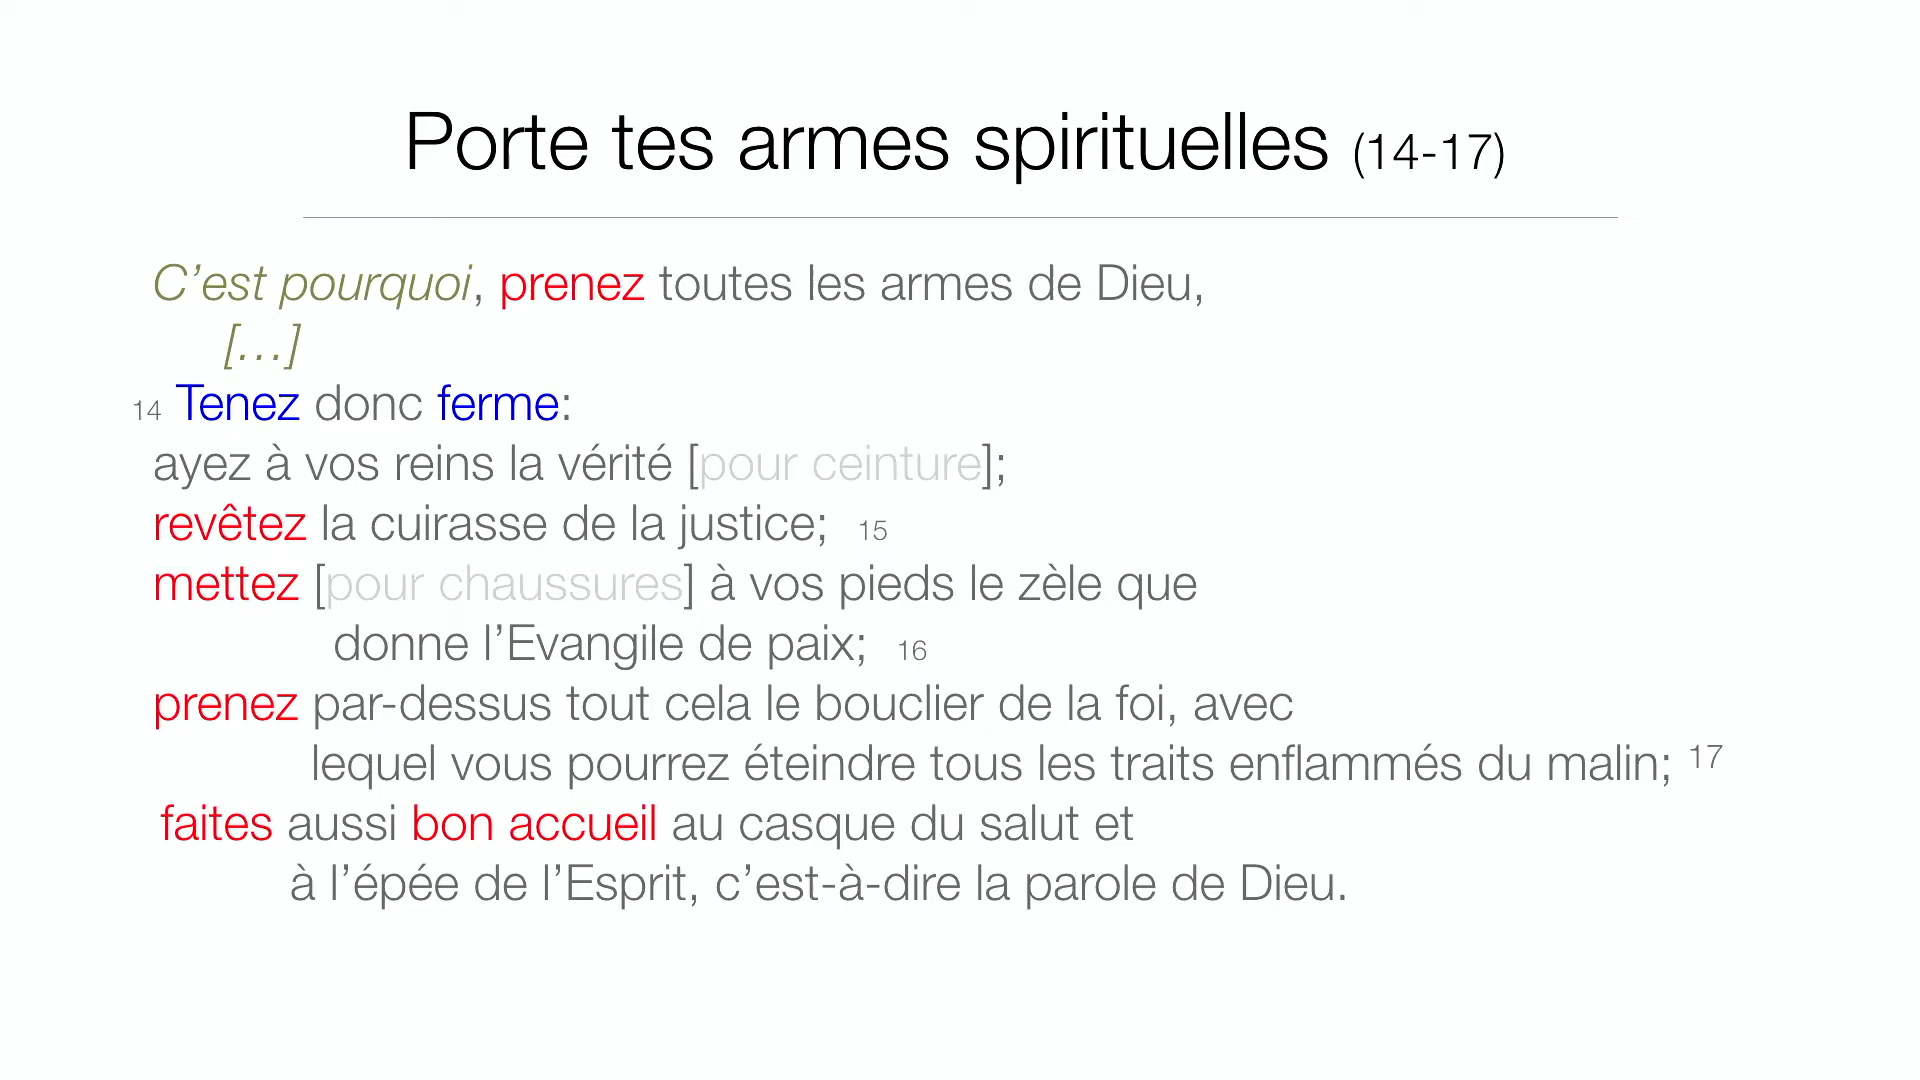 Porte tes armes spirituelles (14-17)
C’est pourquoi, prenez toutes les armes de Dieu,
[…]
14 Tenez donc ferme:
ayez à vos reins la vérité [pour ceinture];
revêtez la cuirasse de la justice; 15
mettez [pour chaussures] à vos pieds le zèle que
donne l’Evangile de paix; 16
prenez par-dessus tout cela le bouclier de la foi, avec
lequel vous pourrez éteindre tous les traits enflammés du malin; 17
faites aussi bon accueil au casque du salut et
à l’épée de l’Esprit, c’est-à-dire la parole de Dieu.